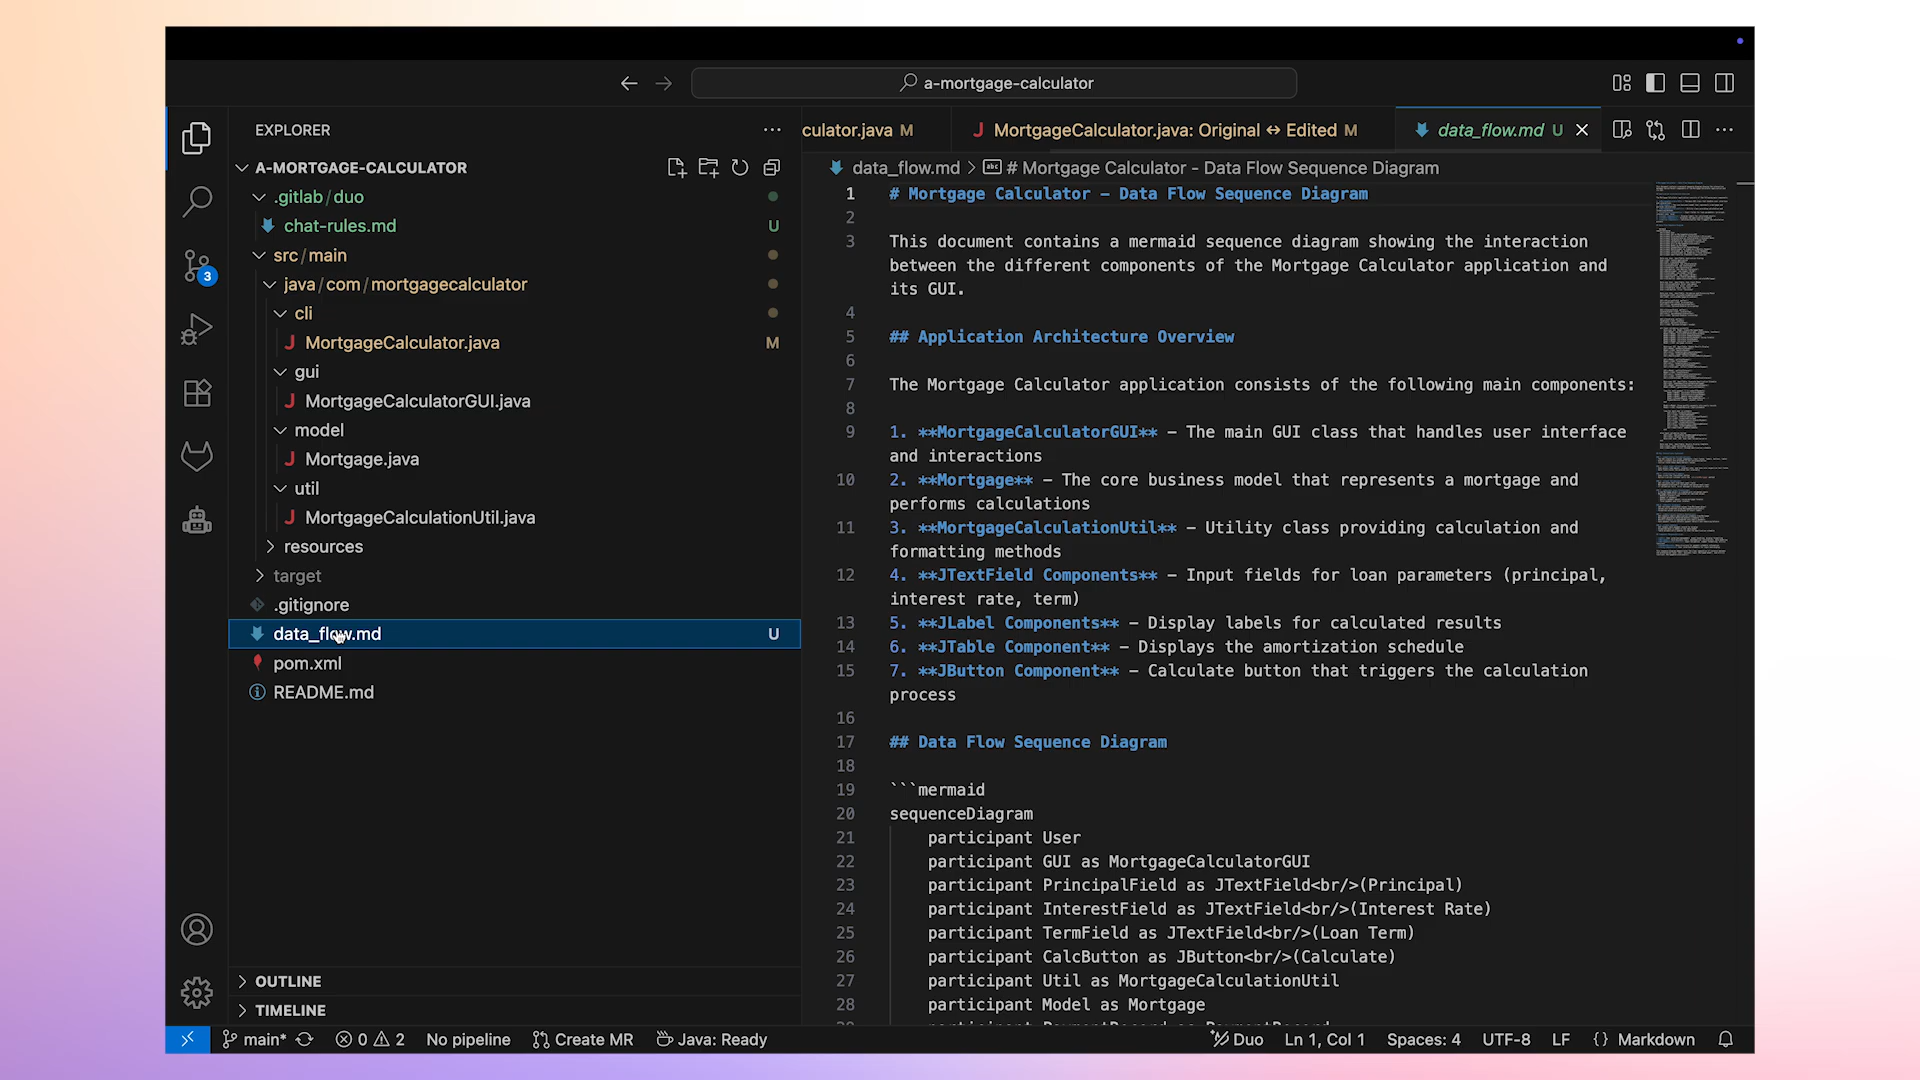 a-mortgage-calculator
EXPLORER
A-MORTGAGE-CALCULATOR
.gitlab/duo
chat-rules.md U
src/main
java/com/mortgagecalculator
cli
J MortgageCalculator.java M
gui
J MortgageCalculatorGUI.java
model
J Mortgage.java
util
J MortgageCalculationUtil.java
resources
target
.gitignore
data_flow.md U
pom.xml
README.md
OUTLINE
TIMELINE
3
culator.java M
J MortgageCalculator.java: Original ↔ Edited M
data_flow.md U
data_flow.md > abc # Mortgage Calculator - Data Flow Sequence Diagram
1 # Mortgage Calculator – Data Flow Sequence Diagram
2
3 This document contains a mermaid sequence diagram showing the interaction
between the different components of the Mortgage Calculator application and
its GUI.
4
5 ## Application Architecture Overview
6
7 The Mortgage Calculator application consists of the following main components:
8
9 1. **MortgageCalculatorGUI** – The main GUI class that handles user interface
and interactions
10 2. **Mortgage** – The core business model that represents a mortgage and
performs calculations
11 3. **MortgageCalculationUtil** – Utility class providing calculation and
formatting methods
12 4. **JTextField Components** – Input fields for loan parameters (principal,
interest rate, term)
13 5. **JLabel Components** – Display labels for calculated results
14 6. **JTable Component** – Displays the amortization schedule
15 7. **JButton Component** – Calculate button that triggers the calculation
process
16
17 ## Data Flow Sequence Diagram
18
19 ```mermaid
20 sequenceDiagram
21 participant User
22 participant GUI as MortgageCalculatorGUI
23 participant PrincipalField as JTextField<br/>(Principal)
24 participant InterestField as JTextField<br/>(Interest Rate)
25 participant TermField as JTextField<br/>(Loan Term)
26 participant CalcButton as JButton<br/>(Calculate)
27 participant Util as MortgageCalculationUtil
28 participant Model as Mortgage
main* 0 2 No pipeline Create MR Java: Ready Duo Ln 1, Col 1 Spaces: 4 UTF-8 LF {} Markdown